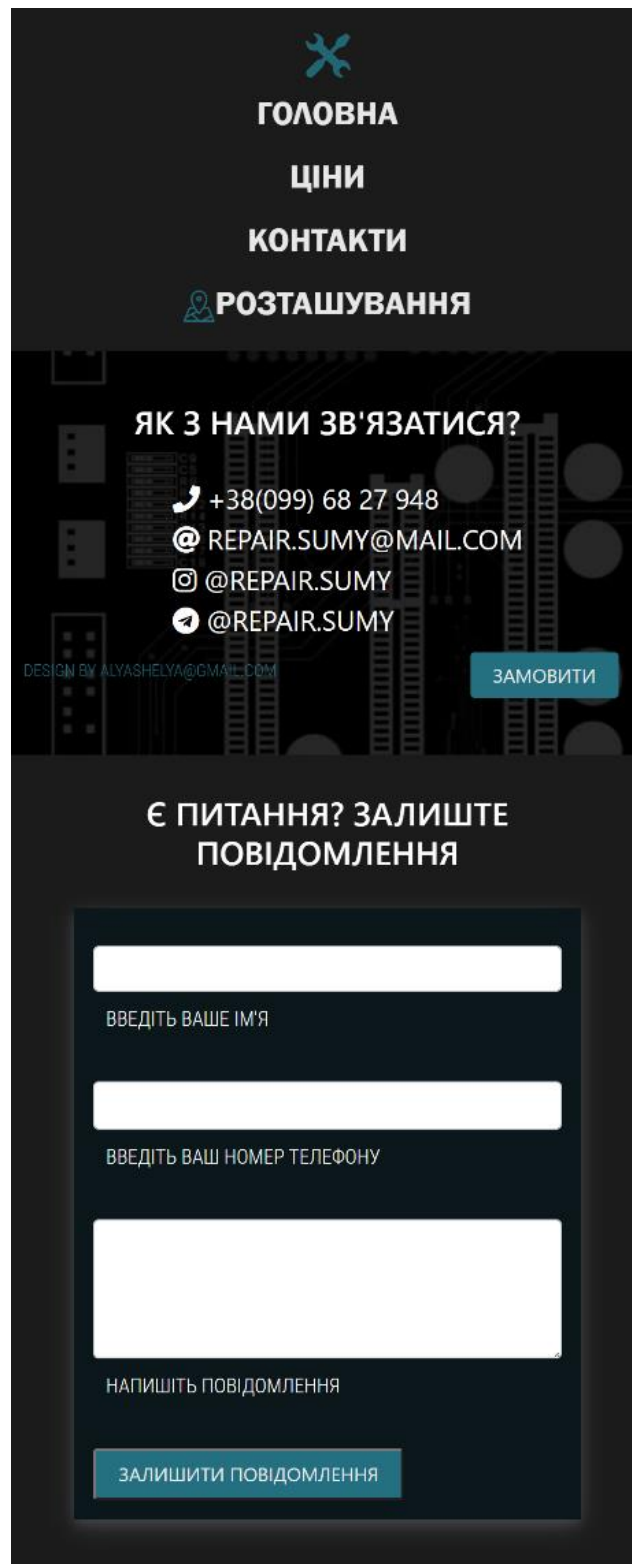 ГОЛОВНА
ЦІНИ
КОНТАКТИ
РОЗТАШУВАННЯ
ЯК З НАМИ ЗВ'ЯЗАТИСЯ?
+38(099) 68 27 948
REPAIR.SUMY@MAIL.COM
@REPAIR.SUMY
@REPAIR.SUMY
DESIGN BY ALYASHELYA@GMAIL.COM
ЗАМОВИТИ
Є ПИТАННЯ? ЗАЛИШТЕ
ПОВІДОМЛЕННЯ
ВВЕДІТЬ ВАШЕ ІМ'Я
ВВЕДІТЬ ВАШ НОМЕР ТЕЛЕФОНУ
НАПИШІТЬ ПОВІДОМЛЕННЯ
ЗАЛИШИТИ ПОВІДОМЛЕННЯ